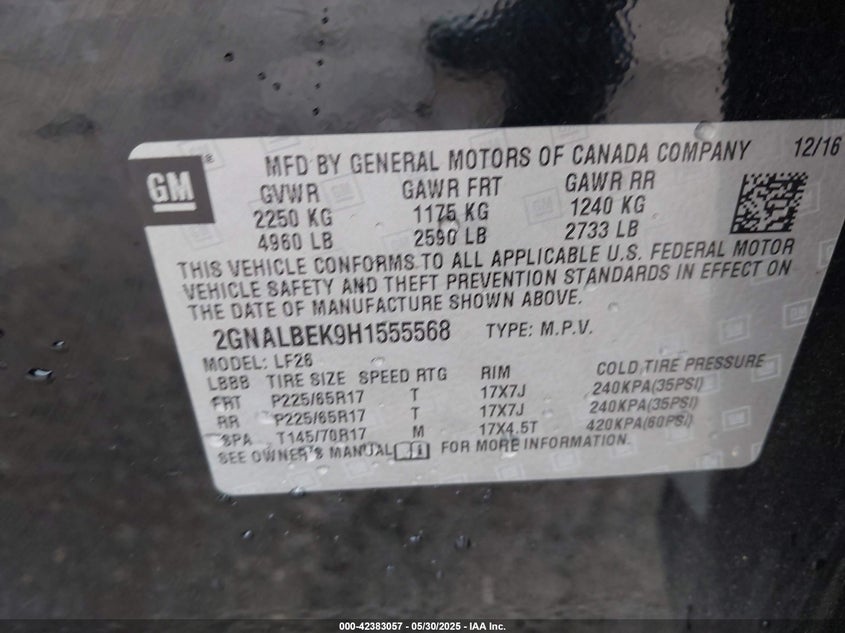 GM ® MFD BY GENERAL MOTORS OF CANADA COMPANY 12/16
GVWR GAWR FRT GAWR RR
2250 KG 1175 KG 1240 KG
4960 LB 2590 LB 2733 LB
THIS VEHICLE CONFORMS TO ALL APPLICABLE U.S. FEDERAL MOTOR
VEHICLE SAFETY AND THEFT PREVENTION STANDARDS IN EFFECT ON
THE DATE OF MANUFACTURE SHOWN ABOVE.
2GNALBEK9H1555568 TYPE: M.P.V.
MODEL: LF26
LBBB TIRE SIZE SPEED RTG RIM COLD TIRE PRESSURE
FRT P225/65R17 T 17X7J 240KPA(35PSI)
RR P225/65R17 T 17X7J 240KPA(35PSI)
SPA T145/70R17 M 17X4.5T 420KPA(60PSI)
SEE OWNER'S MANUAL FOR MORE INFORMATION.
000-42383057 - 05/30/2025 - IAA Inc.